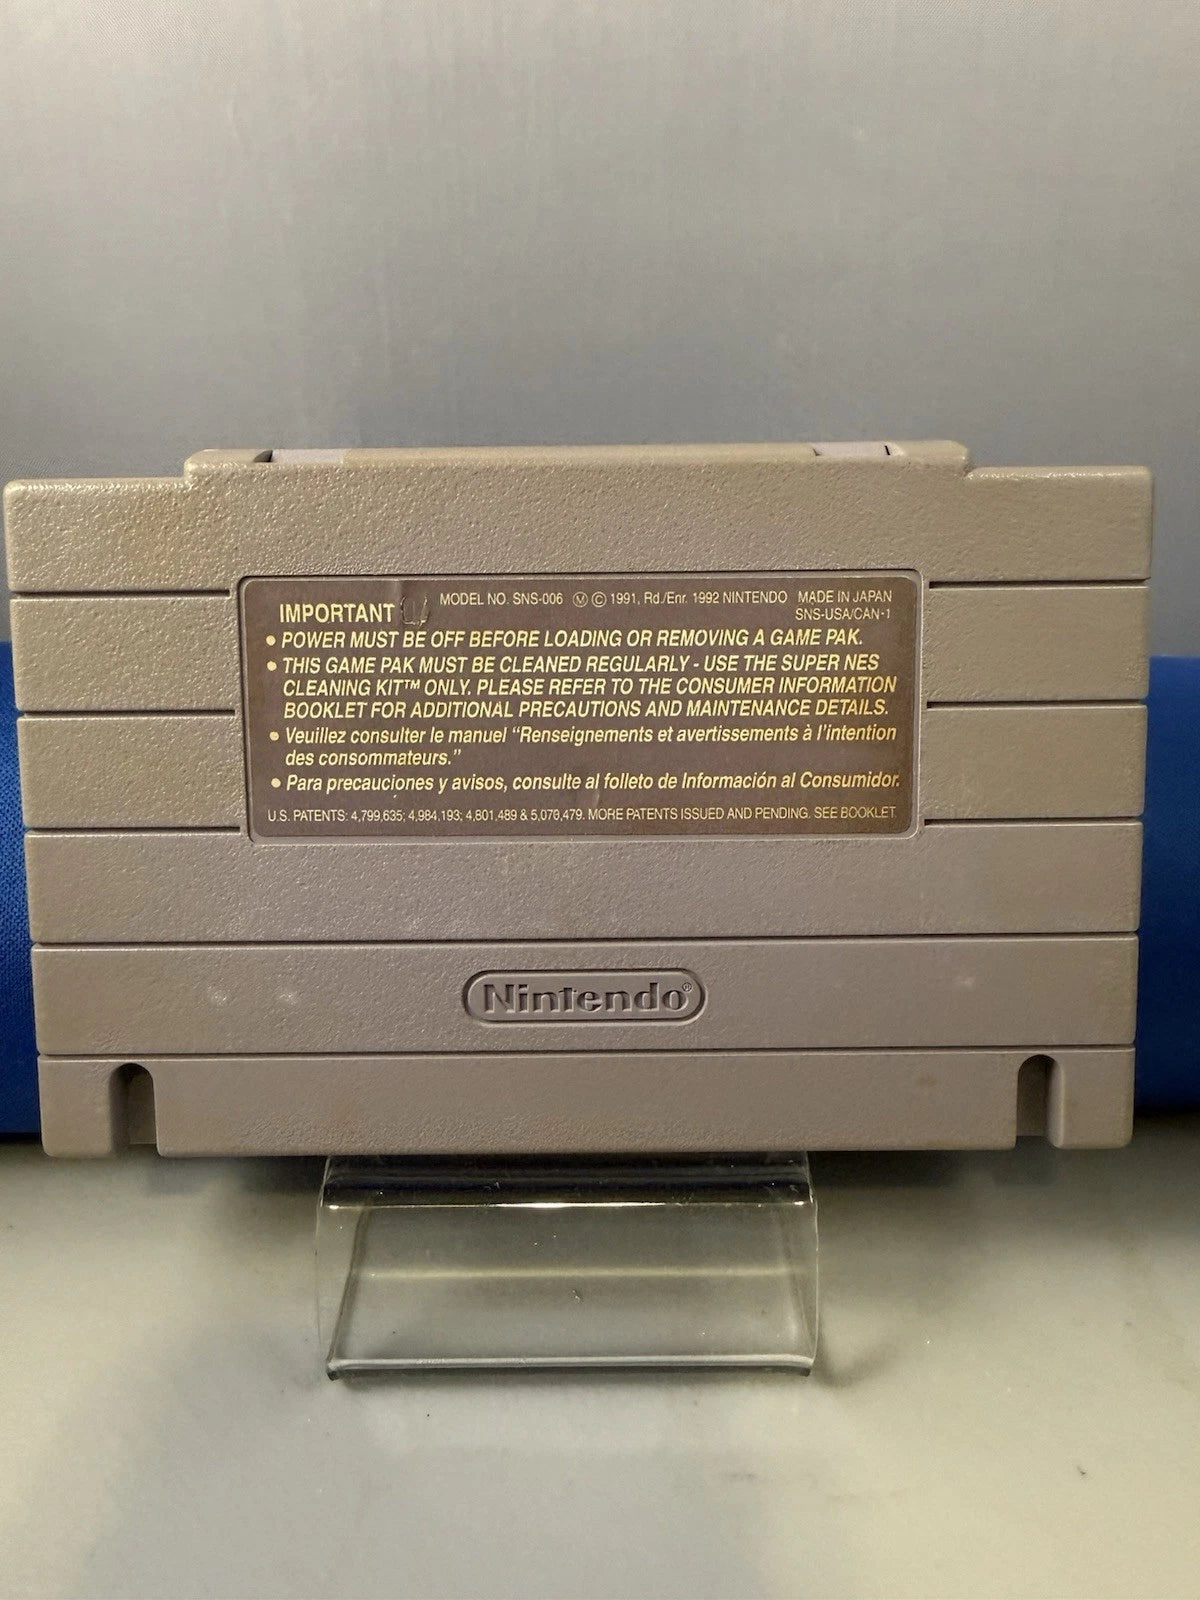 IMPORTANT MODEL NO. SNS-006 Ⓜ © 1991, Rd./Enr. 1992 NINTENDO MADE IN JAPAN
SNS-USA/CAN-1
• POWER MUST BE OFF BEFORE LOADING OR REMOVING A GAME PAK.
• THIS GAME PAK MUST BE CLEANED REGULARLY - USE THE SUPER NES
CLEANING KIT™ ONLY. PLEASE REFER TO THE CONSUMER INFORMATION
BOOKLET FOR ADDITIONAL PRECAUTIONS AND MAINTENANCE DETAILS.
• Veuillez consulter le manuel “Renseignements et avertissements à l’intention
des consommateurs.”
• Para precauciones y avisos, consulte al folleto de Información al Consumidor.
U.S. PATENTS: 4,799,635; 4,984,193; 4,801,489 & 5,070,479. MORE PATENTS ISSUED AND PENDING. SEE BOOKLET
Nintendo®